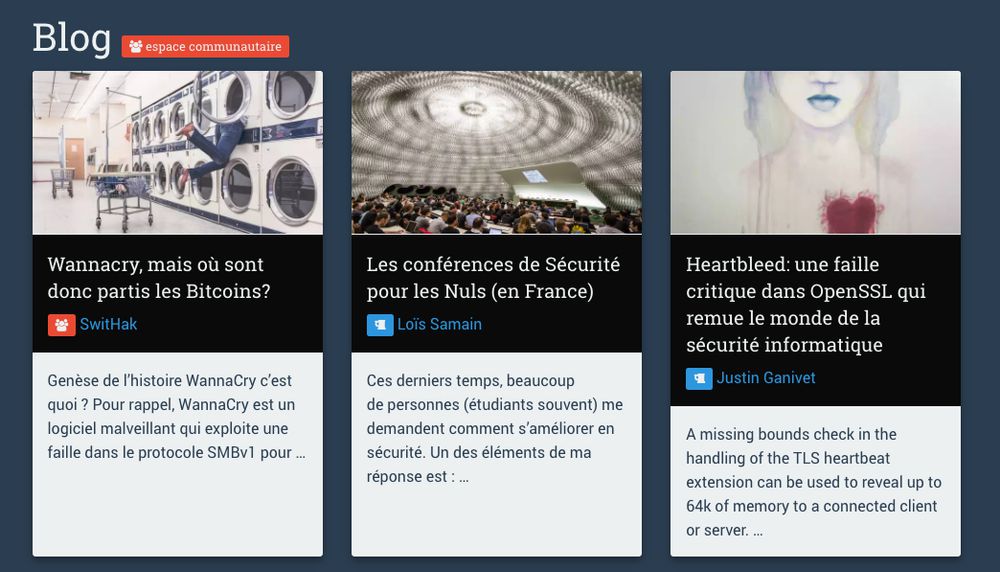 Blog
espace communautaire
Wannacry, mais où sont
donc partis les Bitcoins?
SwitHak
Genèse de l’histoire WannaCry c’est
quoi ? Pour rappel, WannaCry est un
logiciel malveillant qui exploite une
faille dans le protocole SMBv1 pour ...
Les conférences de Sécurité
pour les Nuls (en France)
Loïs Samain
Ces derniers temps, beaucoup
de personnes (étudiants souvent) me
demandent comment s’améliorer en
sécurité. Un des éléments de ma
réponse est : ...
Heartbleed: une faille
critique dans OpenSSL qui
remue le monde de la
sécurité informatique
Justin Ganivet
A missing bounds check in the
handling of the TLS heartbeat
extension can be used to reveal up to
64k of memory to a connected client
or server. ...